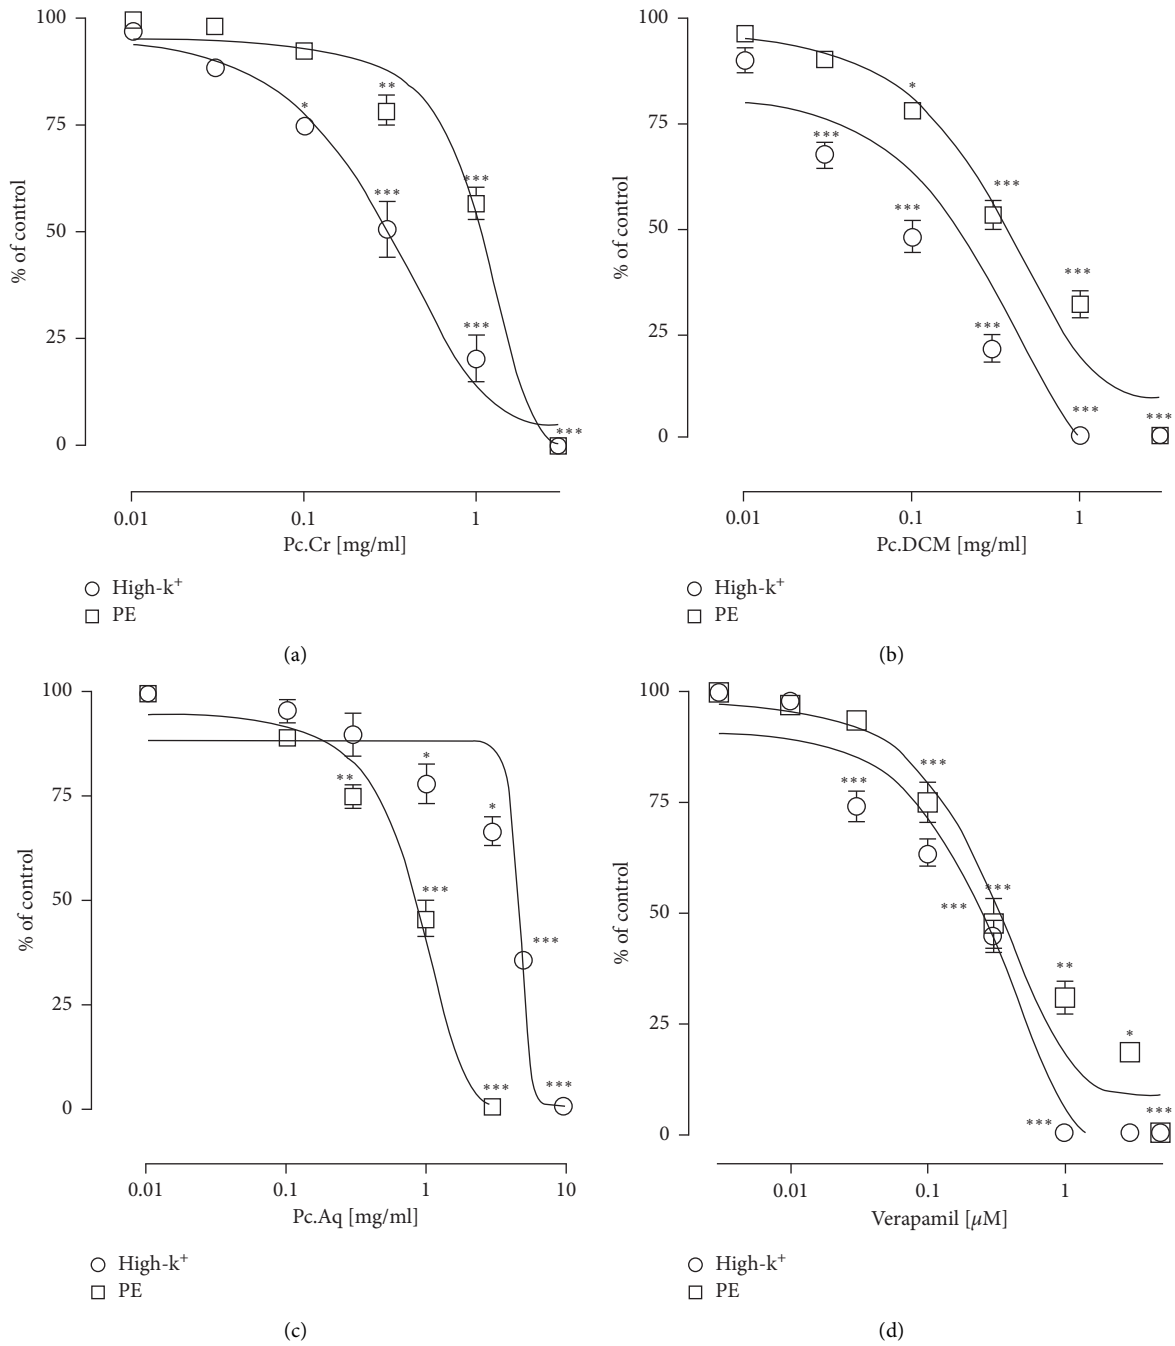 100
75
50
25
0
% of control
*
**
***
***
***
***
0.01 0.1 1
Pc.Cr [mg/ml]
High-k+
PE
(a)
100
75
50
25
0
% of control
*
***
***
***
***
***
***
***
0.01 0.1 1
Pc.DCM [mg/ml]
High-k+
PE
(b)
100
75
50
25
0
% of control
*
**
*
***
***
***
***
0.01 0.1 1 10
Pc.Aq [mg/ml]
High-k+
PE
(c)
100
75
50
25
0
% of control
***
***
***
***
**
*
***
***
0.01 0.1 1
Verapamil [μM]
High-k+
PE
(d)